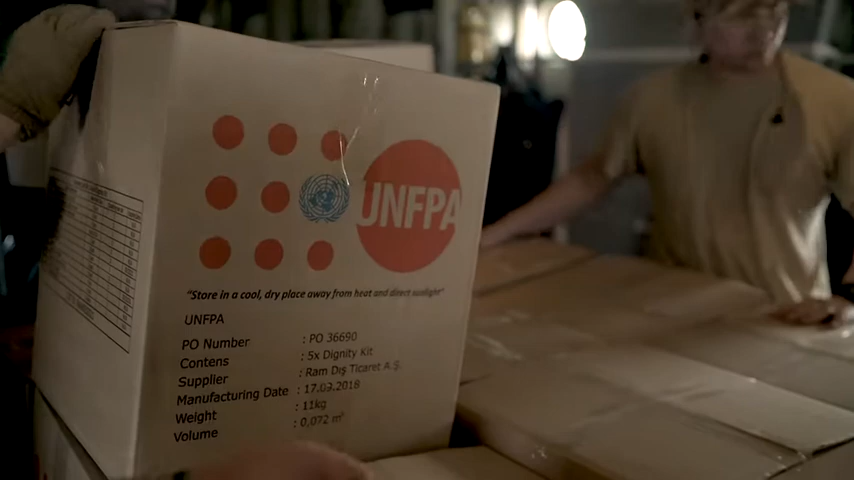 UNFPA
"Store in a cool, dry place away from heat and direct sunlight"
UNFPA
PO Number : PO 36690
Contens : 5x Dignity Kit
Supplier : Ram Dış Ticaret A.Ş.
Manufacturing Date : 17.09.2018
Weight : 11kg
Volume : 0,072 m³